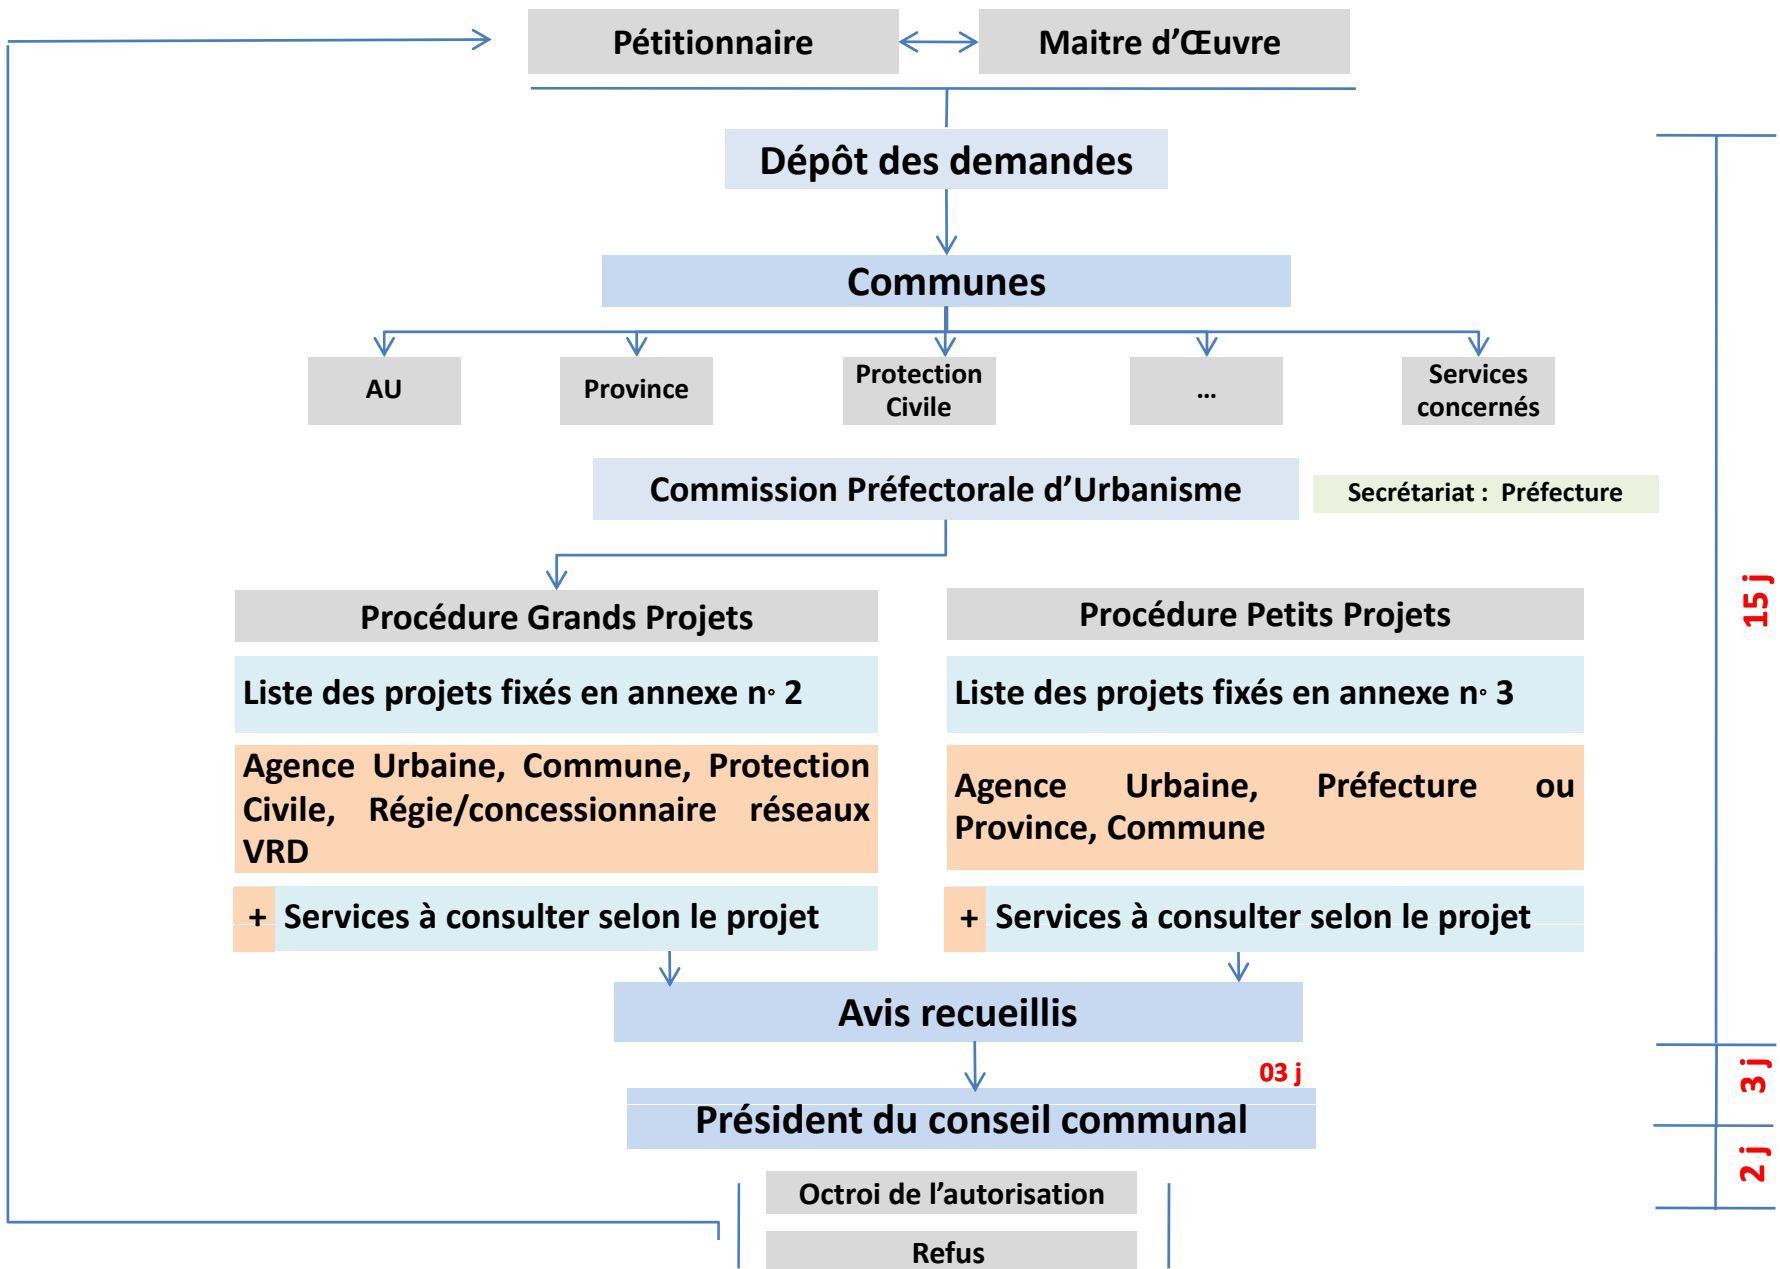 Pétitionnaire
Maitre d'Œuvre
Dépôt des demandes
Communes
AU
Province
Protection
Civile
...
Services
concernés
Commission Préfectorale d'Urbanisme
Secrétariat : Préfecture
Procédure Grands Projets
Liste des projets fixés en annexe n° 2
Agence Urbaine, Commune, Protection
Civile, Régie/concessionnaire réseaux
VRD
+ Services à consulter selon le projet
Procédure Petits Projets
Liste des projets fixés en annexe n° 3
Agence Urbaine, Préfecture ou
Province, Commune
+ Services à consulter selon le projet
Avis recueillis
03 j
Président du conseil communal
Octroi de l'autorisation
Refus
15 j
3 j
2 j